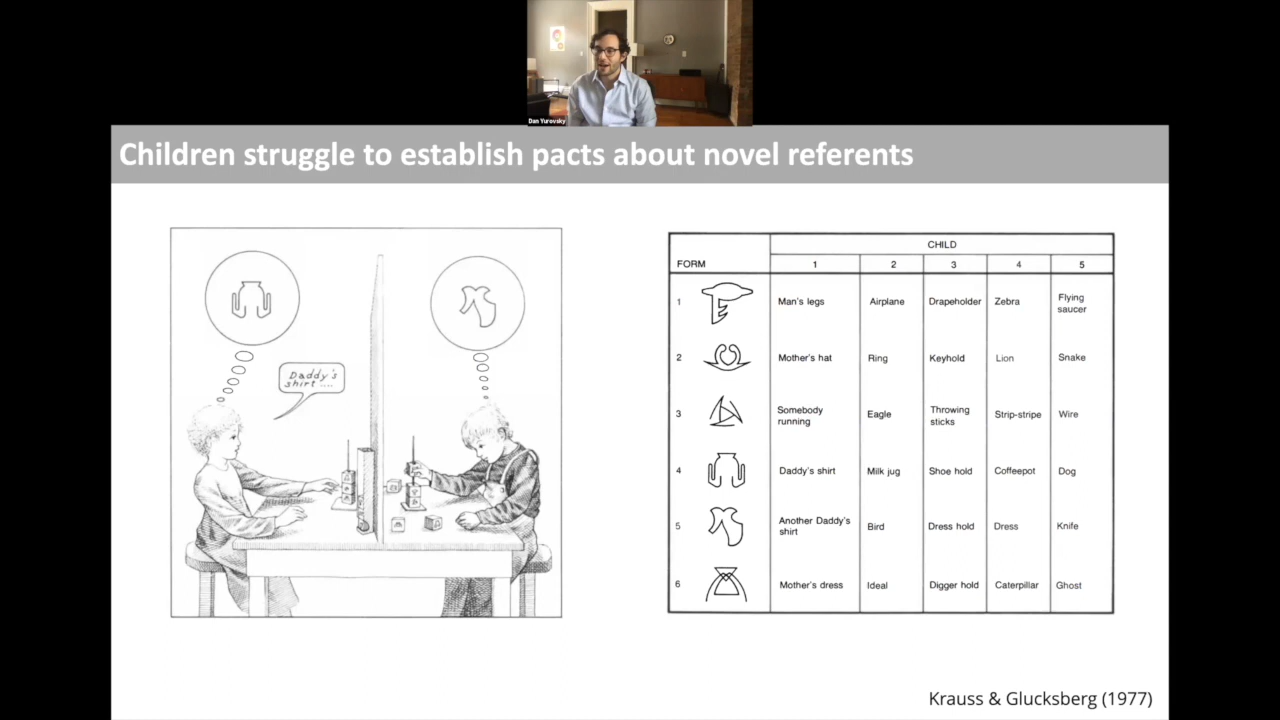 Dan Yurovsky
Children struggle to establish pacts about novel referents
Daddy's
shirt ....
CHILD
FORM 1 2 3 4 5
1 Man's legs Airplane Drapeholder Zebra Flying
saucer
2 Mother's hat Ring Keyhold Lion Snake
3 Somebody
running Eagle Throwing
sticks Strip-stripe Wire
4 Daddy's shirt Milk jug Shoe hold Coffeepot Dog
5 Another Daddy's
shirt Bird Dress hold Dress Knife
6 Mother's dress Ideal Digger hold Caterpillar Ghost
Krauss & Glucksberg (1977)